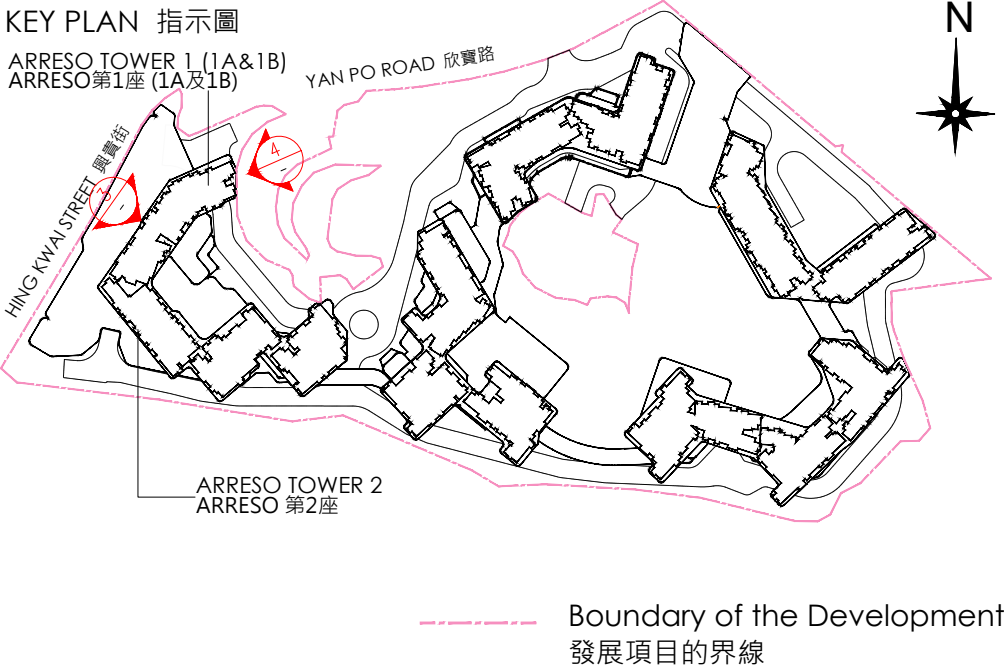 KEY PLAN 指示圖
N
ARRESO TOWER 1 (1A&1B)
ARRESO第1座 (1A及1B)
YAN PO ROAD 欣寶路
HING KWAI STREET 興貴街
3
-
4
-
ARRESO TOWER 2
ARRESO 第2座
Boundary of the Development
發展項目的界線